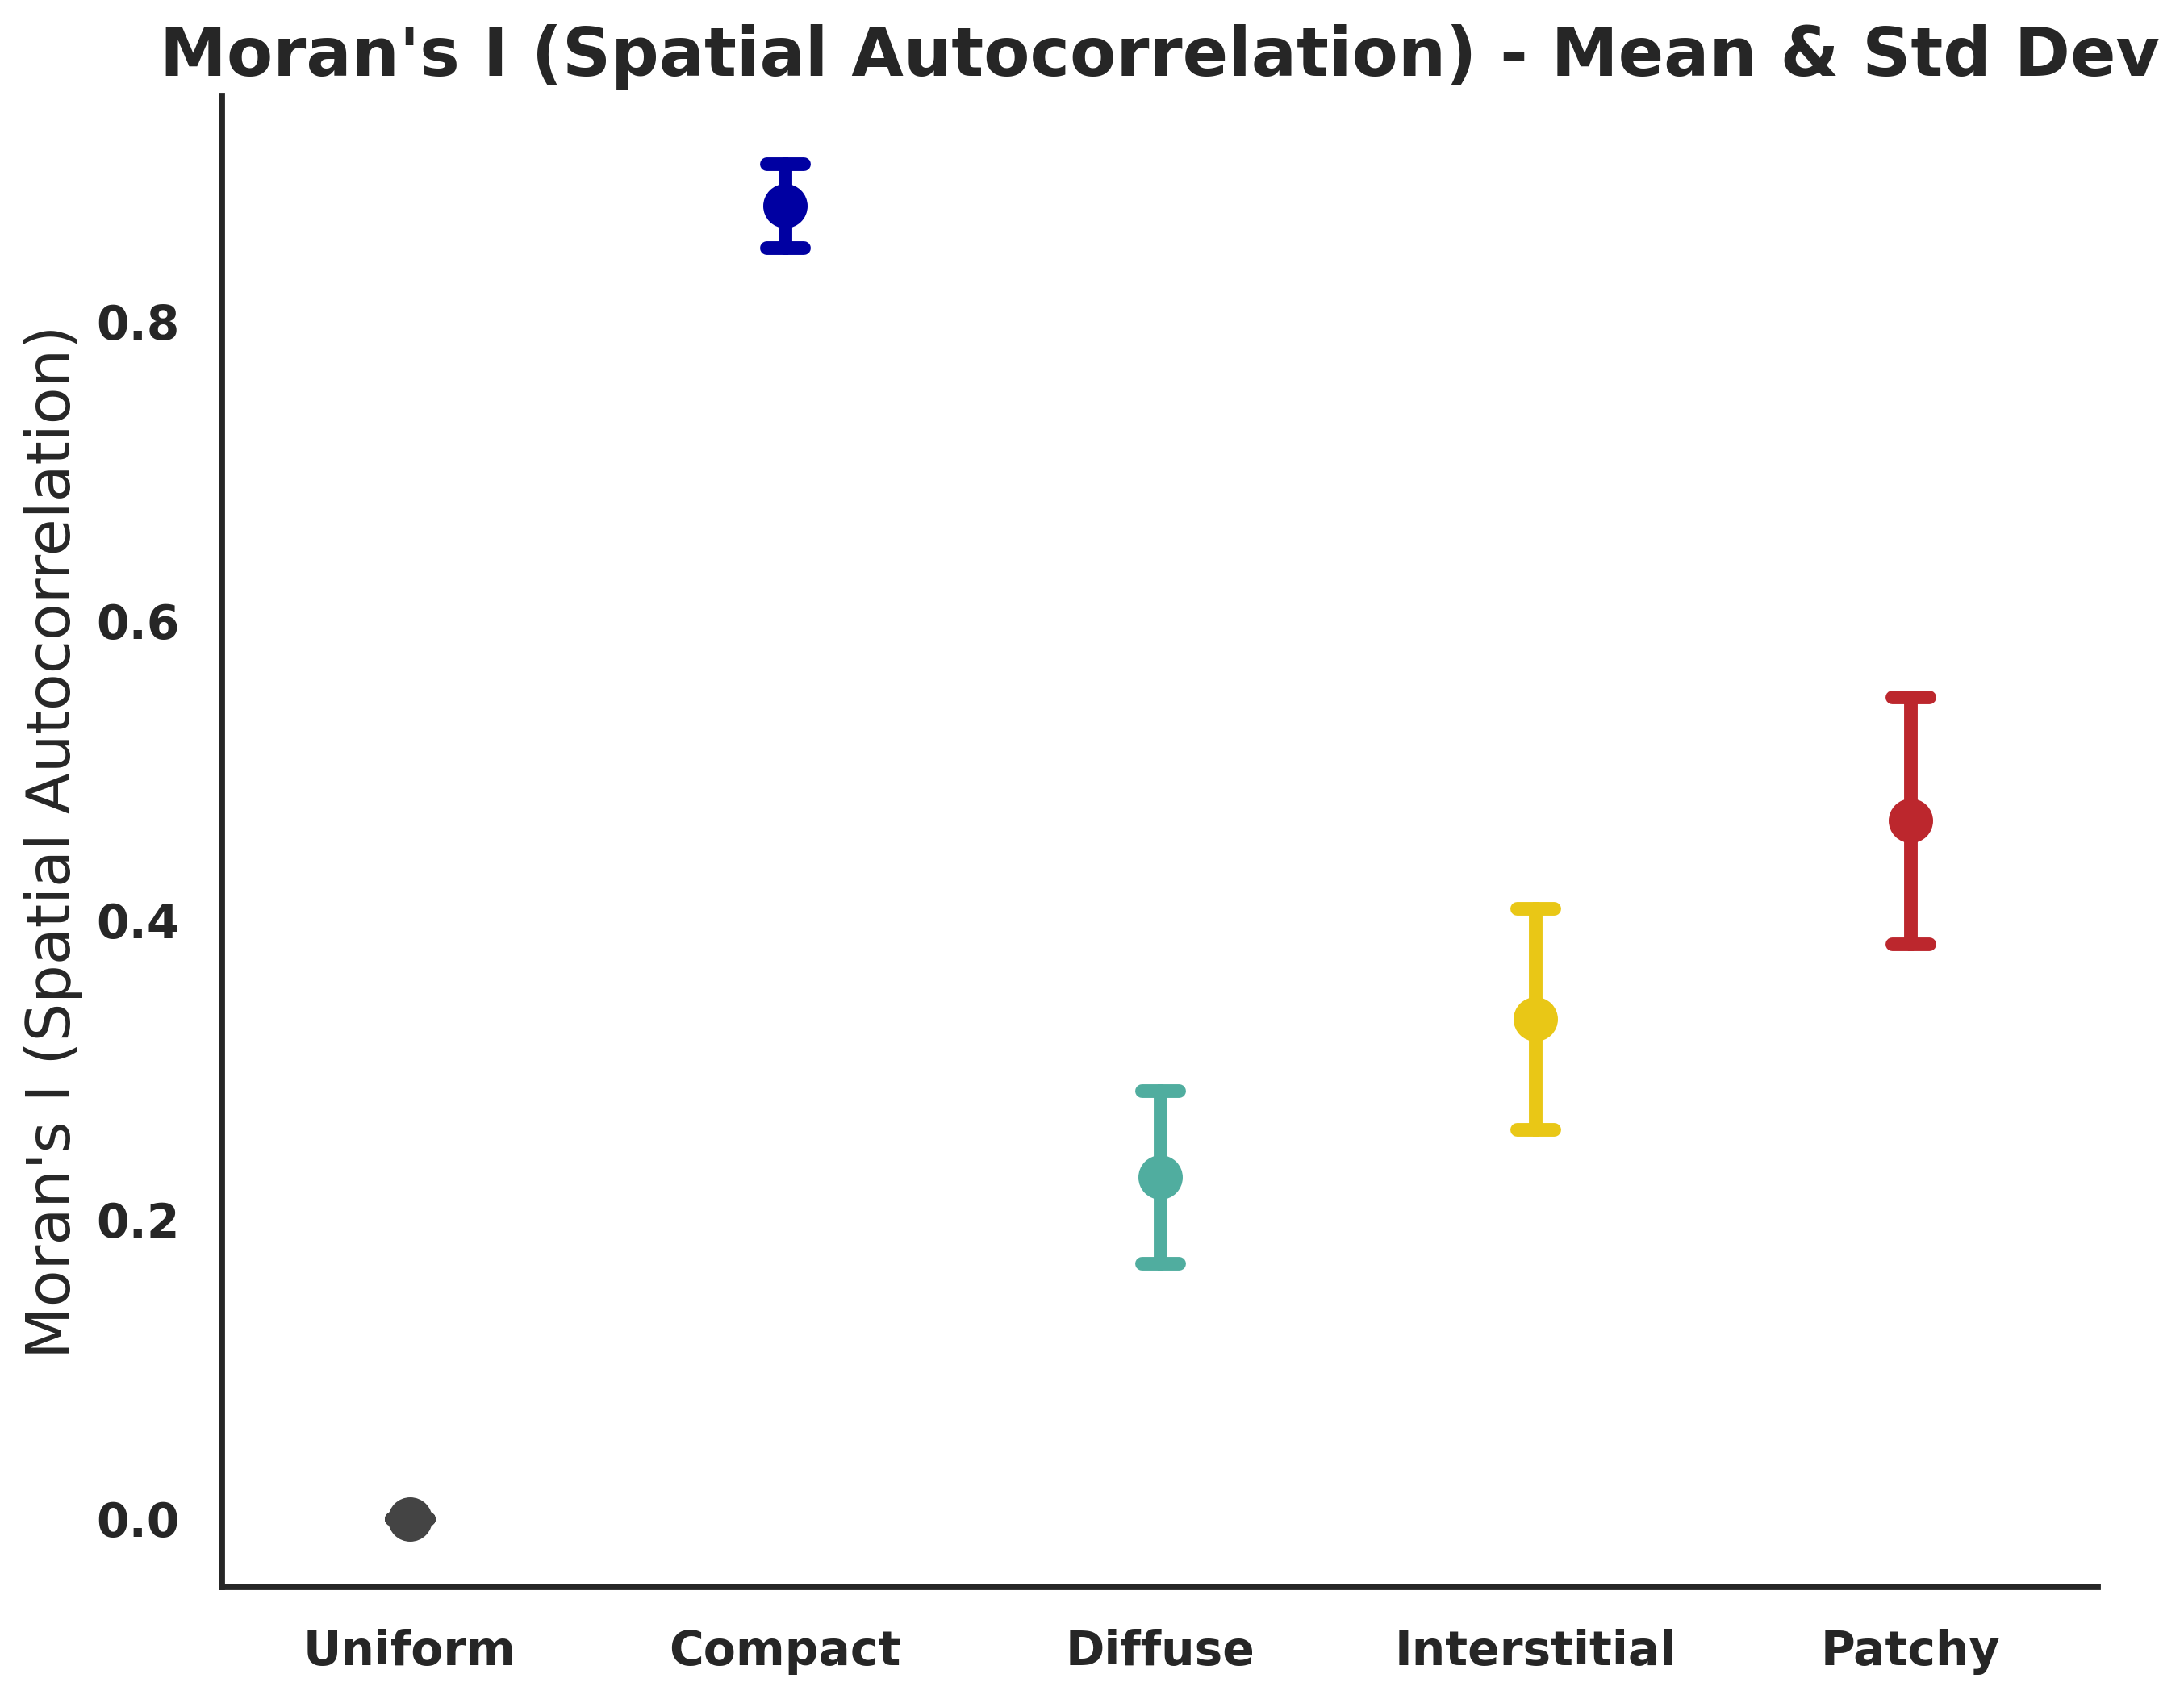 Moran's I (Spatial Autocorrelation) - Mean & Std Dev
Moran's I (Spatial Autocorrelation)
0.8
0.6
0.4
0.2
0.0
Uniform Compact Diffuse Interstitial Patchy